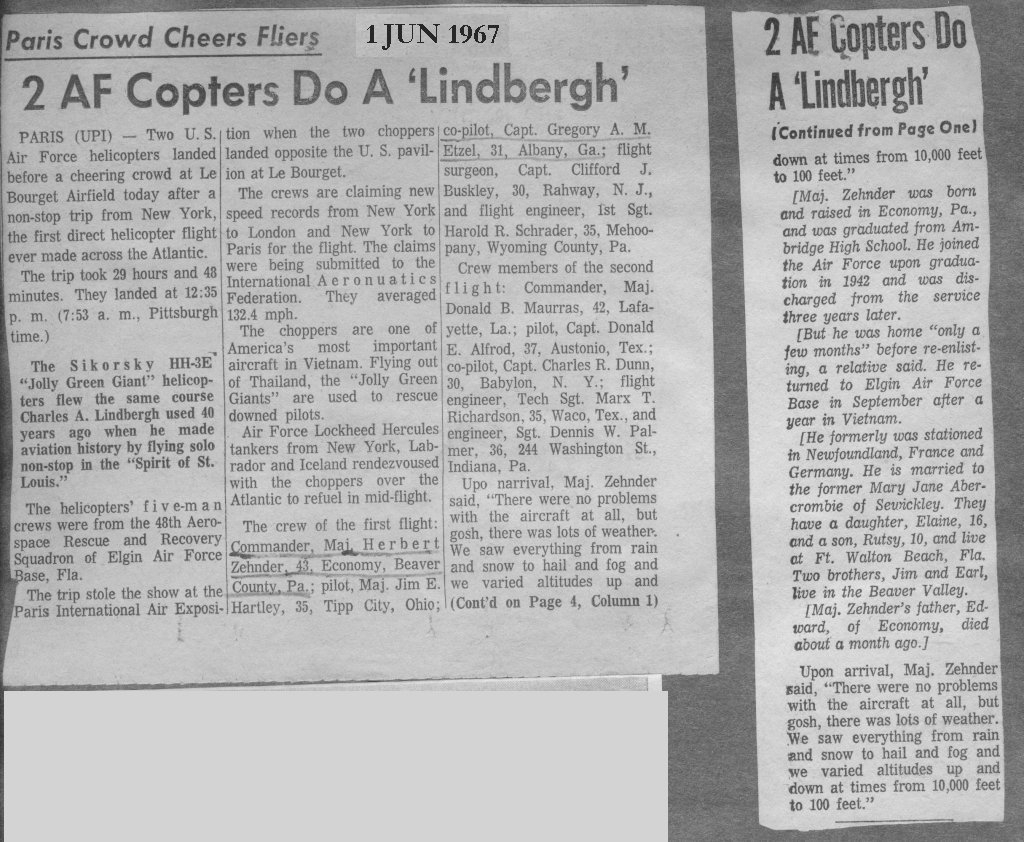 Paris Crowd Cheers Fliers
1 JUN 1967
2 AF Copters Do A ‘Lindbergh’
PARIS (UPI) — Two U. S.
Air Force helicopters landed
before a cheering crowd at Le
Bourget Airfield today after a
non-stop trip from New York,
the first direct helicopter flight
ever made across the Atlantic.
The trip took 29 hours and 48
minutes. They landed at 12:35
p. m. (7:53 a. m., Pittsburgh
time.)
The Sikorsky HH-3E
“Jolly Green Giant” helicop-
ters flew the same course
Charles A. Lindbergh used 40
years ago when he made
aviation history by flying solo
non-stop in the “Spirit of St.
Louis.”
The helicopters’ five-man
crews were from the 48th Aero-
space Rescue and Recovery
Squadron of Elgin Air Force
Base, Fla.
The trip stole the show at the
Paris International Air Exposi-
tion when the two choppers
landed opposite the U. S. pavil-
ion at Le Bourget.
The crews are claiming new
speed records from New York
to London and New York to
Paris for the flight. The claims
were being submitted to the
International Aeronuatics
Federation. They averaged
132.4 mph.
The choppers are one of
America’s most important
aircraft in Vietnam. Flying out
of Thailand, the “Jolly Green
Giants” are used to rescue
downed pilots.
Air Force Lockheed Hercules
tankers from New York, Lab-
rador and Iceland rendezvoused
with the choppers over the
Atlantic to refuel in mid-flight.
The crew of the first flight:
Commander, Maj. Herbert
Zehnder, 43, Economy, Beaver
County, Pa.; pilot, Maj. Jim E.
Hartley, 35, Tipp City, Ohio;
co-pilot, Capt. Gregory A. M.
Etzel, 31, Albany, Ga.; flight
surgeon, Capt. Clifford J.
Buskley, 30, Rahway, N. J.,
and flight engineer, 1st Sgt.
Harold R. Schrader, 35, Mehoo-
pany, Wyoming County, Pa.
Crew members of the second
flight: Commander, Maj.
Donald B. Maurras, 42, Lafa-
yette, La.; pilot, Capt. Donald
E. Alfrod, 37, Austonio, Tex.;
co-pilot, Capt. Charles R. Dunn,
30, Babylon, N. Y.; flight
engineer, Tech Sgt. Marx T.
Richardson, 35, Waco, Tex., and
engineer, Sgt. Dennis W. Pal-
mer, 36, 244 Washington St.,
Indiana, Pa.
Upo narrival, Maj. Zehnder
said, “There were no problems
with the aircraft at all, but
gosh, there was lots of weather.
We saw everything from rain
and snow to hail and fog and
we varied altitudes up and
(Cont’d on Page 4, Column 1)
2 AF Copters Do
A ‘Lindbergh’
(Continued from Page One)
down at times from 10,000 feet
to 100 feet.”
[Maj. Zehnder was born
and raised in Economy, Pa.,
and was graduated from Am-
bridge High School. He joined
the Air Force upon gradua-
tion in 1942 and was dis-
charged from the service
three years later.
[But he was home “only a
few months” before re-enlist-
ing, a relative said. He re-
turned to Elgin Air Force
Base in September after a
year in Vietnam.
[He formerly was stationed
in Newfoundland, France and
Germany. He is married to
the former Mary Jane Aber-
crombie of Sewickley. They
have a daughter, Elaine, 16,
and a son, Rutsy, 10, and live
at Ft. Walton Beach, Fla.
Two brothers, Jim and Earl,
live in the Beaver Valley.
[Maj. Zehnder’s father, Ed-
ward, of Economy, died
about a month ago.]
Upon arrival, Maj. Zehnder
said, “There were no problems
with the aircraft at all, but
gosh, there was lots of weather.
We saw everything from rain
and snow to hail and fog and
we varied altitudes up and
down at times from 10,000 feet
to 100 feet.”